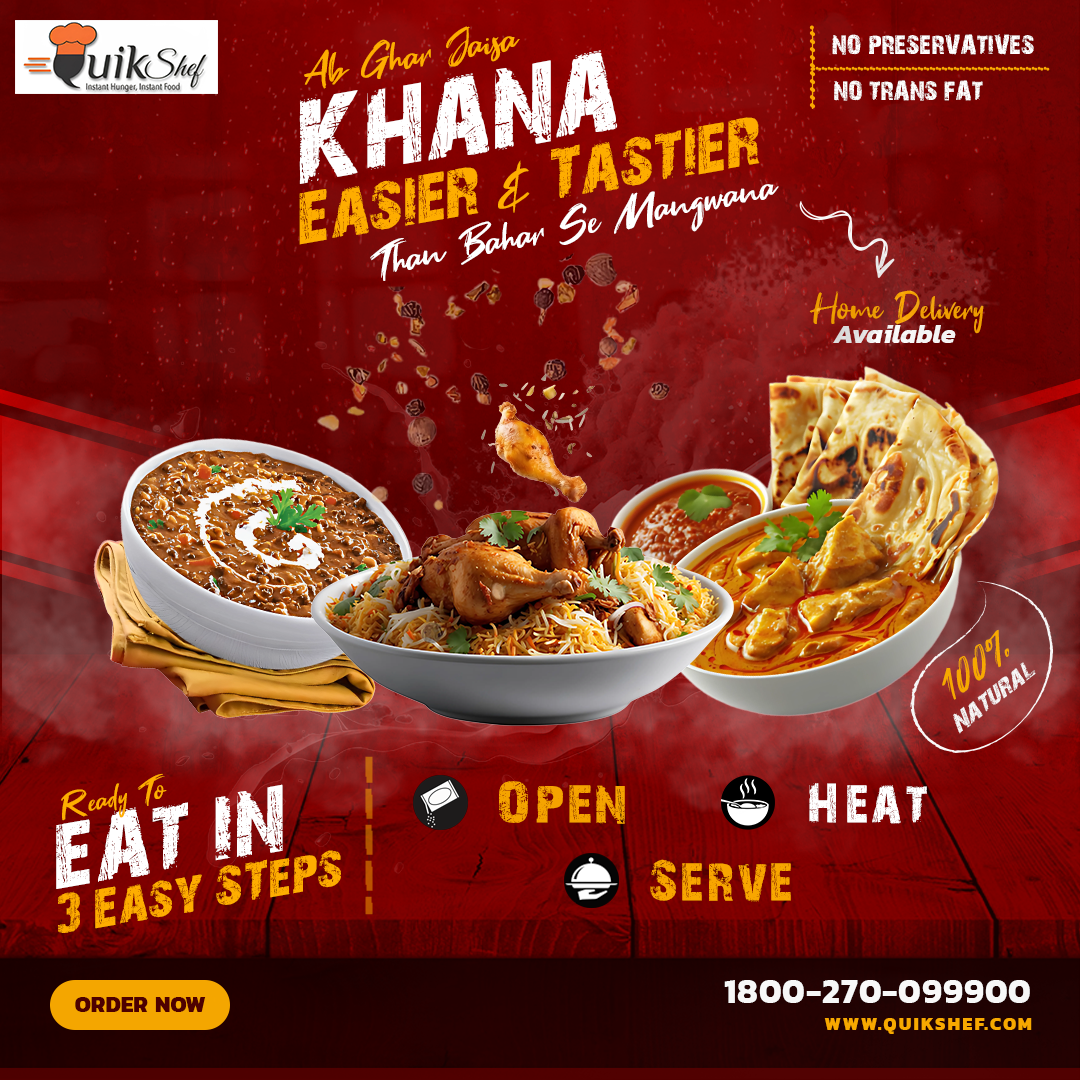 QuikShef
Instant Hunger, Instant Food
Ab Ghar Jaisa
KHANA
EASIER & TASTIER
Than Bahar Se Mangwana
NO PRESERVATIVES
NO TRANS FAT
Home Delivery
Available
100%
NATURAL
Ready To
EAT IN
3 EASY STEPS
OPEN
HEAT
SERVE
ORDER NOW
1800-270-099900
WWW.QUIKSHEF.COM